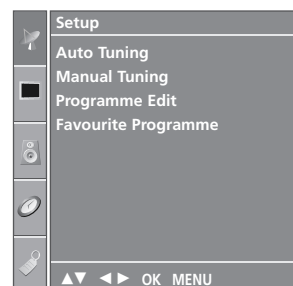 Setup
Auto Tuning
Manual Tuning
Programme Edit
Favourite Programme
▲▼ ◀▶ OK MENU